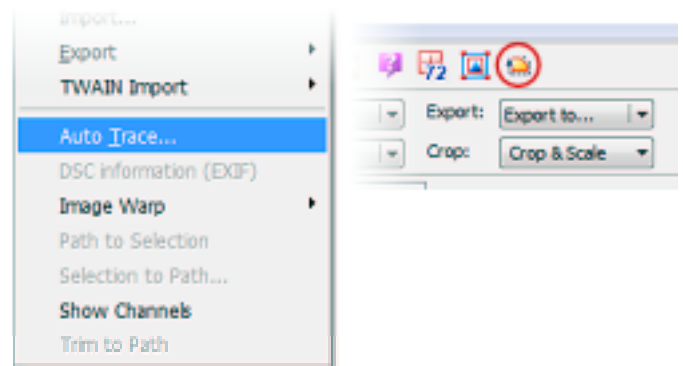 Import...
Export
TWAIN Import
Auto Trace...
DSC information (EXIF)
Image Warp
Path to Selection
Selection to Path...
Show Channels
Trim to Path
72
Export: Export to...
Crop: Crop & Scale